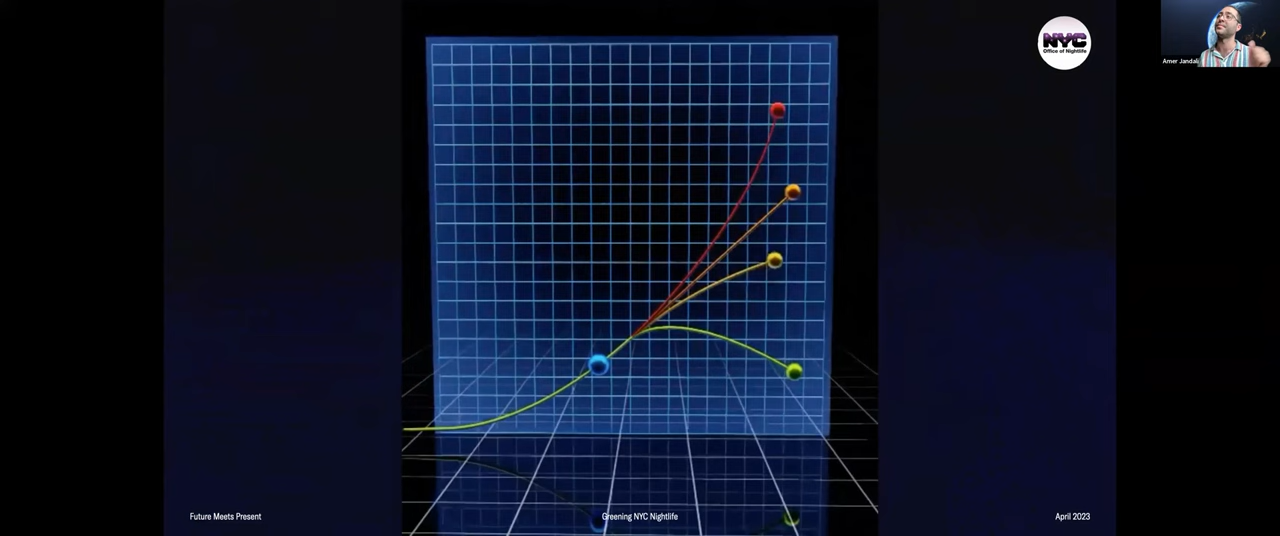 NYC
Office of Nightlife
Amer Jandali
Future Meets Present
Greening NYC Nightlife
April 2023